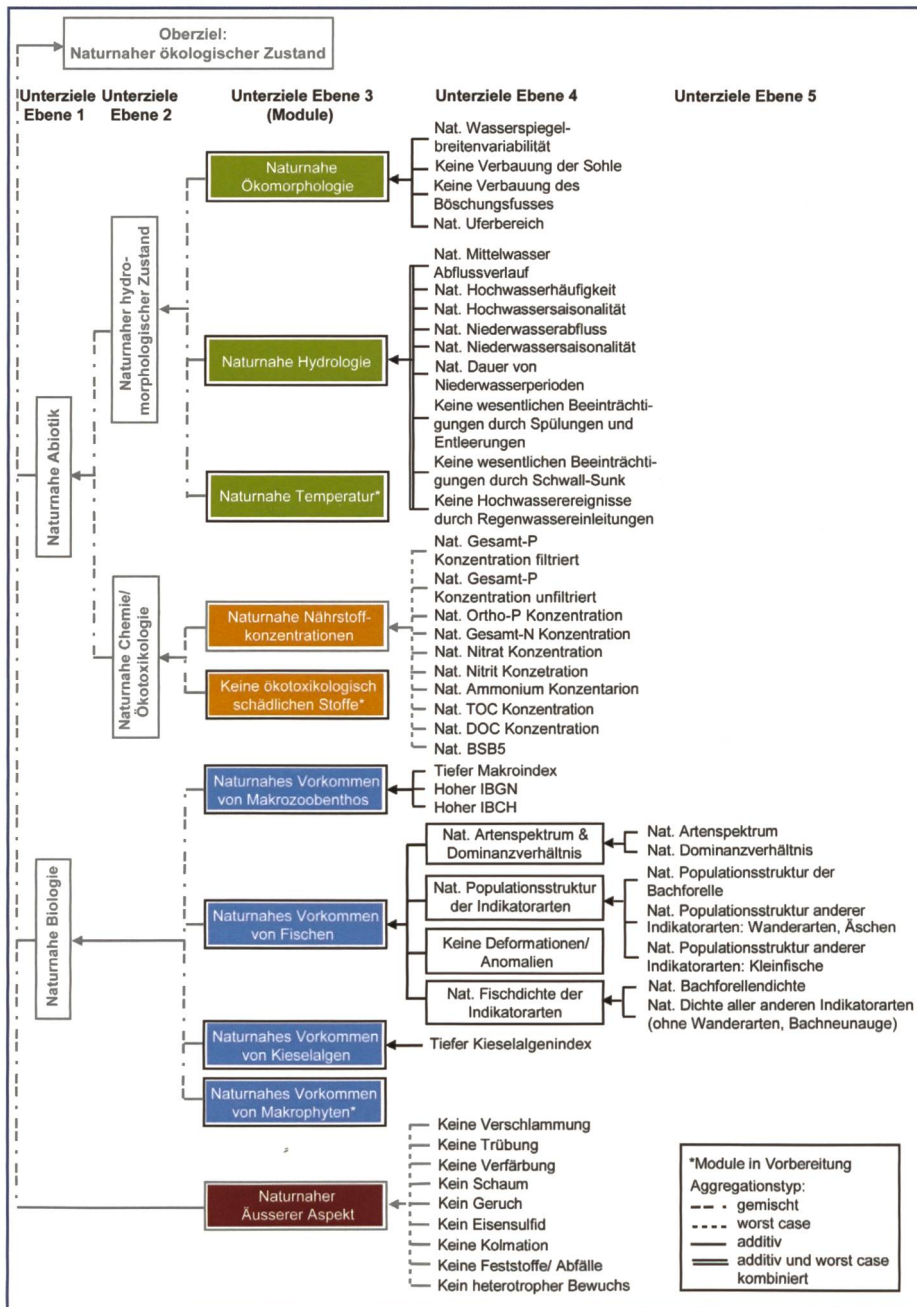 Oberziel:
Naturnaher ökologischer Zustand
Unterziele
Ebene 1
Unterziele
Ebene 2
Unterziele Ebene 3
(Module)
Unterziele Ebene 4
Unterziele Ebene 5
Naturnahe Abiotik
Naturnaher hydro-
morphologischer Zustand
Naturnahe
Ökomorphologie
Nat. Wasserspiegel-
breitenvariabilität
Keine Verbauung der Sohle
Keine Verbauung des
Böschungsfusses
Nat. Uferbereich
Naturnahe Hydrologie
Nat. Mittelwasser
Abflussverlauf
Nat. Hochwasserhäufigkeit
Nat. Hochwassersaisonalität
Nat. Niederwasserabfluss
Nat. Niederwassersaisonalität
Nat. Dauer von
Niederwasserperioden
Keine wesentlichen Beeinträchti-
gungen durch Spülungen und
Entleerungen
Keine wesentlichen Beeinträchti-
gungen durch Schwall-Sunk
Keine Hochwasserereignisse
durch Regenwassereinleitungen
Naturnahe Temperatur*
Naturnahe Chemie/
Ökotoxikologie
Naturnahe Nährstoff-
konzentrationen
Nat. Gesamt-P
Konzentration filtriert
Nat. Gesamt-P
Konzentration unfiltriert
Nat. Ortho-P Konzentration
Nat. Gesamt-N Konzentration
Nat. Nitrat Konzentration
Nat. Nitrit Konzetration
Nat. Ammonium Konzentarion
Nat. TOC Konzentration
Nat. DOC Konzentration
Nat. BSB5
Keine ökotoxikologisch
schädlichen Stoffe*
Naturnahe Biologie
Naturnahes Vorkommen
von Makrozoobenthos
Tiefer Makroindex
Hoher IBGN
Hoher IBCH
Naturnahes Vorkommen
von Fischen
Nat. Artenspektrum &
Dominanzverhältnis
Nat. Artenspektrum
Nat. Dominanzverhältnis
Nat. Populationsstruktur
der Indikatorarten
Nat. Populationsstruktur der
Bachforelle
Nat. Populationsstruktur anderer
Indikatorarten: Wanderarten, Äschen
Nat. Populationsstruktur anderer
Indikatorarten: Kleinfische
Keine Deformationen/
Anomalien
Nat. Fischdichte der
Indikatorarten
Nat. Bachforellendichte
Nat. Dichte aller anderen Indikatorarten
(ohne Wanderarten, Bachneunauge)
Naturnahes Vorkommen
von Kieselalgen
Tiefer Kieselalgenindex
Naturnahes Vorkommen
von Makrophyten*
Naturnaher
Äusserer Aspekt
Keine Verschlammung
Keine Trübung
Keine Verfärbung
Kein Schaum
Kein Geruch
Kein Eisensulfid
Keine Kolmation
Keine Feststoffe/ Abfälle
Kein heterotropher Bewuchs
*Module in Vorbereitung
Aggregationstyp:
gemischt
worst case
additiv
additiv und worst case
kombiniert